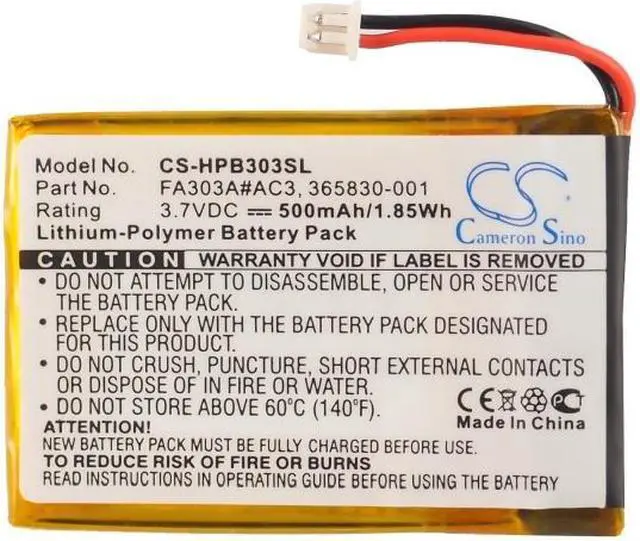 Model No. CS-HPB303SL
Part No. FA303A#AC3, 365830-001
Rating 3.7VDC ⎓ 500mAh/1.85Wh
Lithium-Polymer Battery Pack
CS
Cameron Sino
CAUTION WARRANTY VOID IF LABEL REMOVED!
• DO NOT ATTEMPT TO DISASSEMBLE, OPEN OR SERVICE
THE BATTERY PACK.
• REPLACE ONLY WITH THE BATTERY PACK DESIGNATED
FOR THIS PRODUCT.
• DO NOT CRUSH, PUNCTURE, SHORT EXTERNAL CONTACTS
OR DISPOSE OF IN FIRE OR WATER.
• DO NOT STORE ABOVE 60°C (140°F).
CE
Made In China
ATTENTION!
NEW BATTERY PACK MUST BE FULLY CHARGED BEFORE USE.
TO REDUCE RISK OF FIRE OR BURNS
READ INSTRUCTIONS IN OPERATING GUIDE BEFORE USING BATTERY.